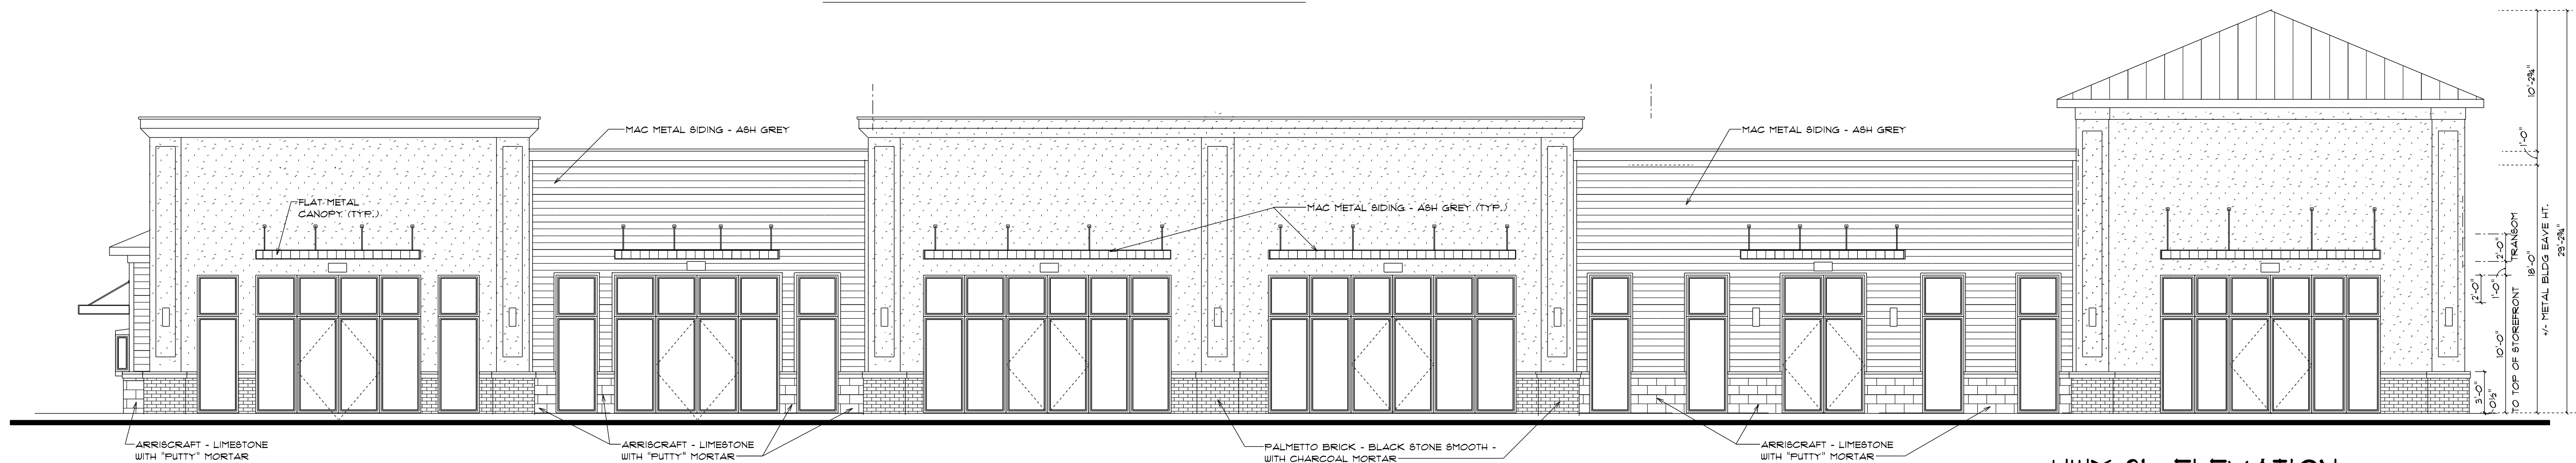 MAC METAL SIDING - ASH GREY
MAC METAL SIDING - ASH GREY
FLAT METAL
CANOPY (TYP.)
MAC METAL SIDING - ASH GREY (TYP.)
10'-2¾"
1'-0"
2'-0"
TRANSOM
18'-0"
+/- METAL BLDG EAVE HT.
29'-2¾"
2'-0"
1'-0"
10'-0"
TO TOP OF STOREFRONT
3'-0"
0½"
ARRISCRAFT - LIMESTONE
WITH "PUTTY" MORTAR
ARRISCRAFT - LIMESTONE
WITH "PUTTY" MORTAR
PALMETTO BRICK - BLACK STONE SMOOTH -
WITH CHARCOAL MORTAR
ARRISCRAFT - LIMESTONE
WITH "PUTTY" MORTAR
ELEVATION